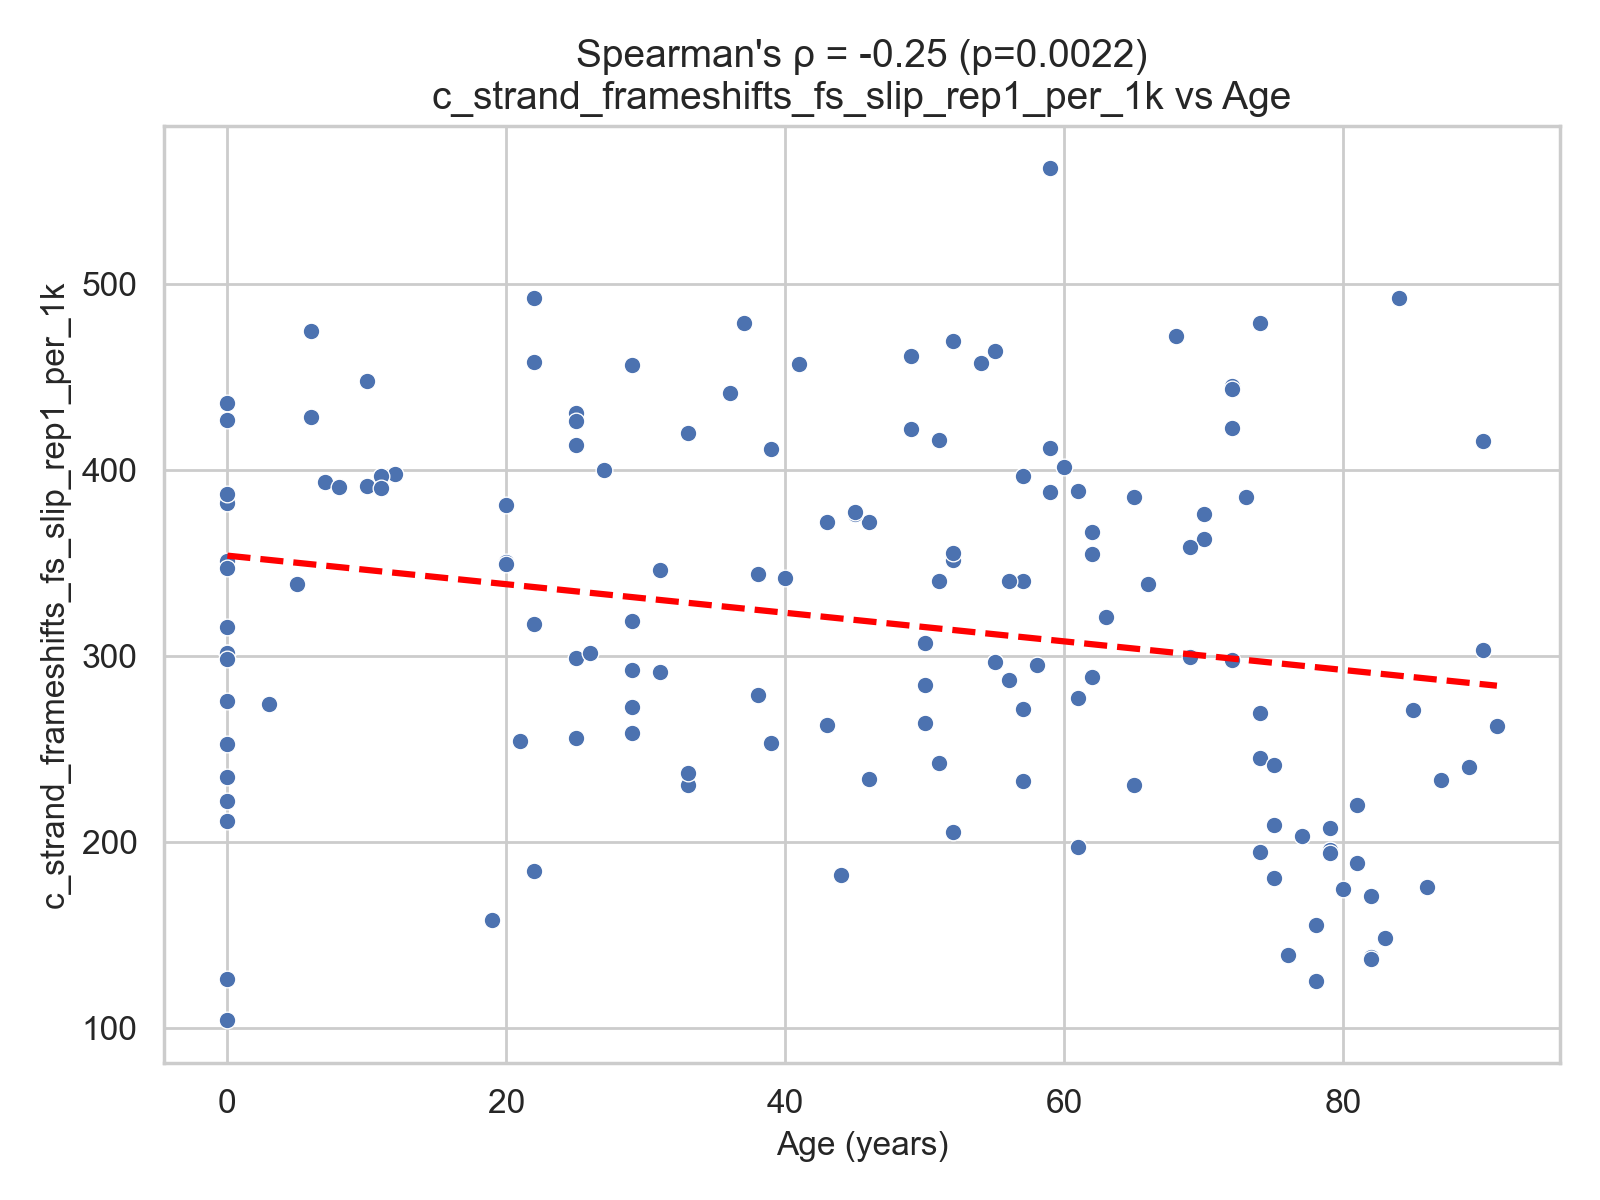 Spearman's ρ = -0.25 (p=0.0022)
c_strand_frameshifts_fs_slip_rep1_per_1k vs Age
c_strand_frameshifts_fs_slip_rep1_per_1k
500
400
300
200
100
0 20 40 60 80
Age (years)